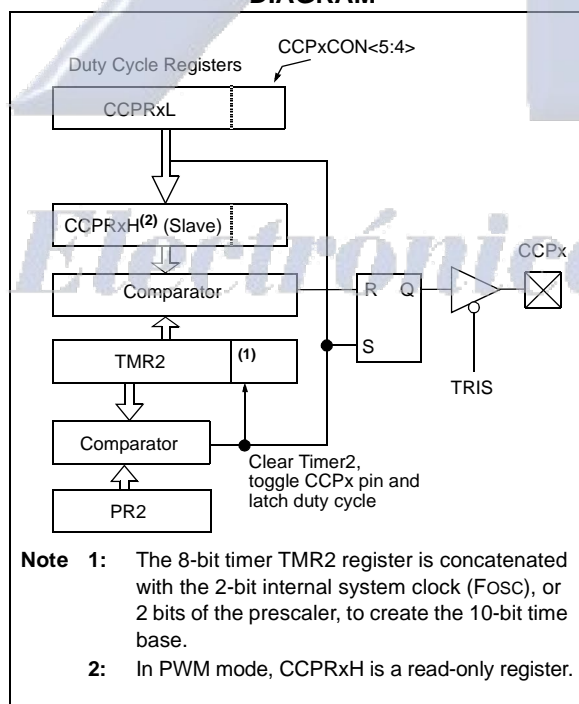 DIAGRAM
CCPxCON<5:4>
Duty Cycle Registers
CCPRxL
CCPRxH(2) (Slave)
Comparator
R Q
CCPx
S
TMR2
(1)
TRIS
Comparator
Clear Timer2,
toggle CCPx pin and
latch duty cycle
PR2
Note 1: The 8-bit timer TMR2 register is concatenated
with the 2-bit internal system clock (FOSC), or
2 bits of the prescaler, to create the 10-bit time
base.
2: In PWM mode, CCPRxH is a read-only register.
Electrónica